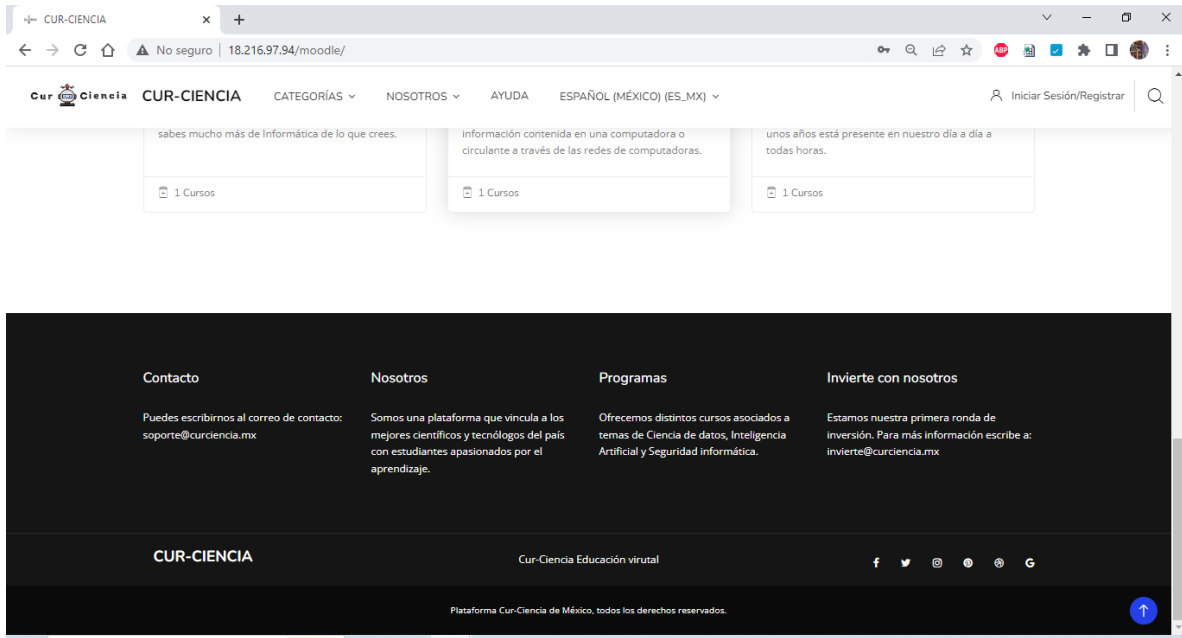 CUR-CIENCIA
No seguro | 18.216.97.94/moodle/
ABP
Cur Ciencia CUR-CIENCIA CATEGORÍAS NOSOTROS AYUDA ESPAÑOL (MÉXICO) (ES_MX) Iniciar Sesión/Registrar
sabes mucho más de Informática de lo que crees.
1 Cursos
información contenida en una computadora o
circulante a través de las redes de computadoras.
1 Cursos
unos años está presente en nuestro día a día a
todas horas.
1 Cursos
Contacto
Puedes escribirnos al correo de contacto:
soporte@curciencia.mx
Nosotros
Somos una plataforma que vincula a los
mejores científicos y tecnólogos del país
con estudiantes apasionados por el
aprendizaje.
Programas
Ofrecemos distintos cursos asociados a
temas de Ciencia de datos, Inteligencia
Artificial y Seguridad informática.
Invierte con nosotros
Estamos nuestra primera ronda de
inversión. Para más información escribe a:
invierte@curciencia.mx
CUR-CIENCIA
Cur-Ciencia Educación virutal
Plataforma Cur-Ciencia de México, todos los derechos reservados.